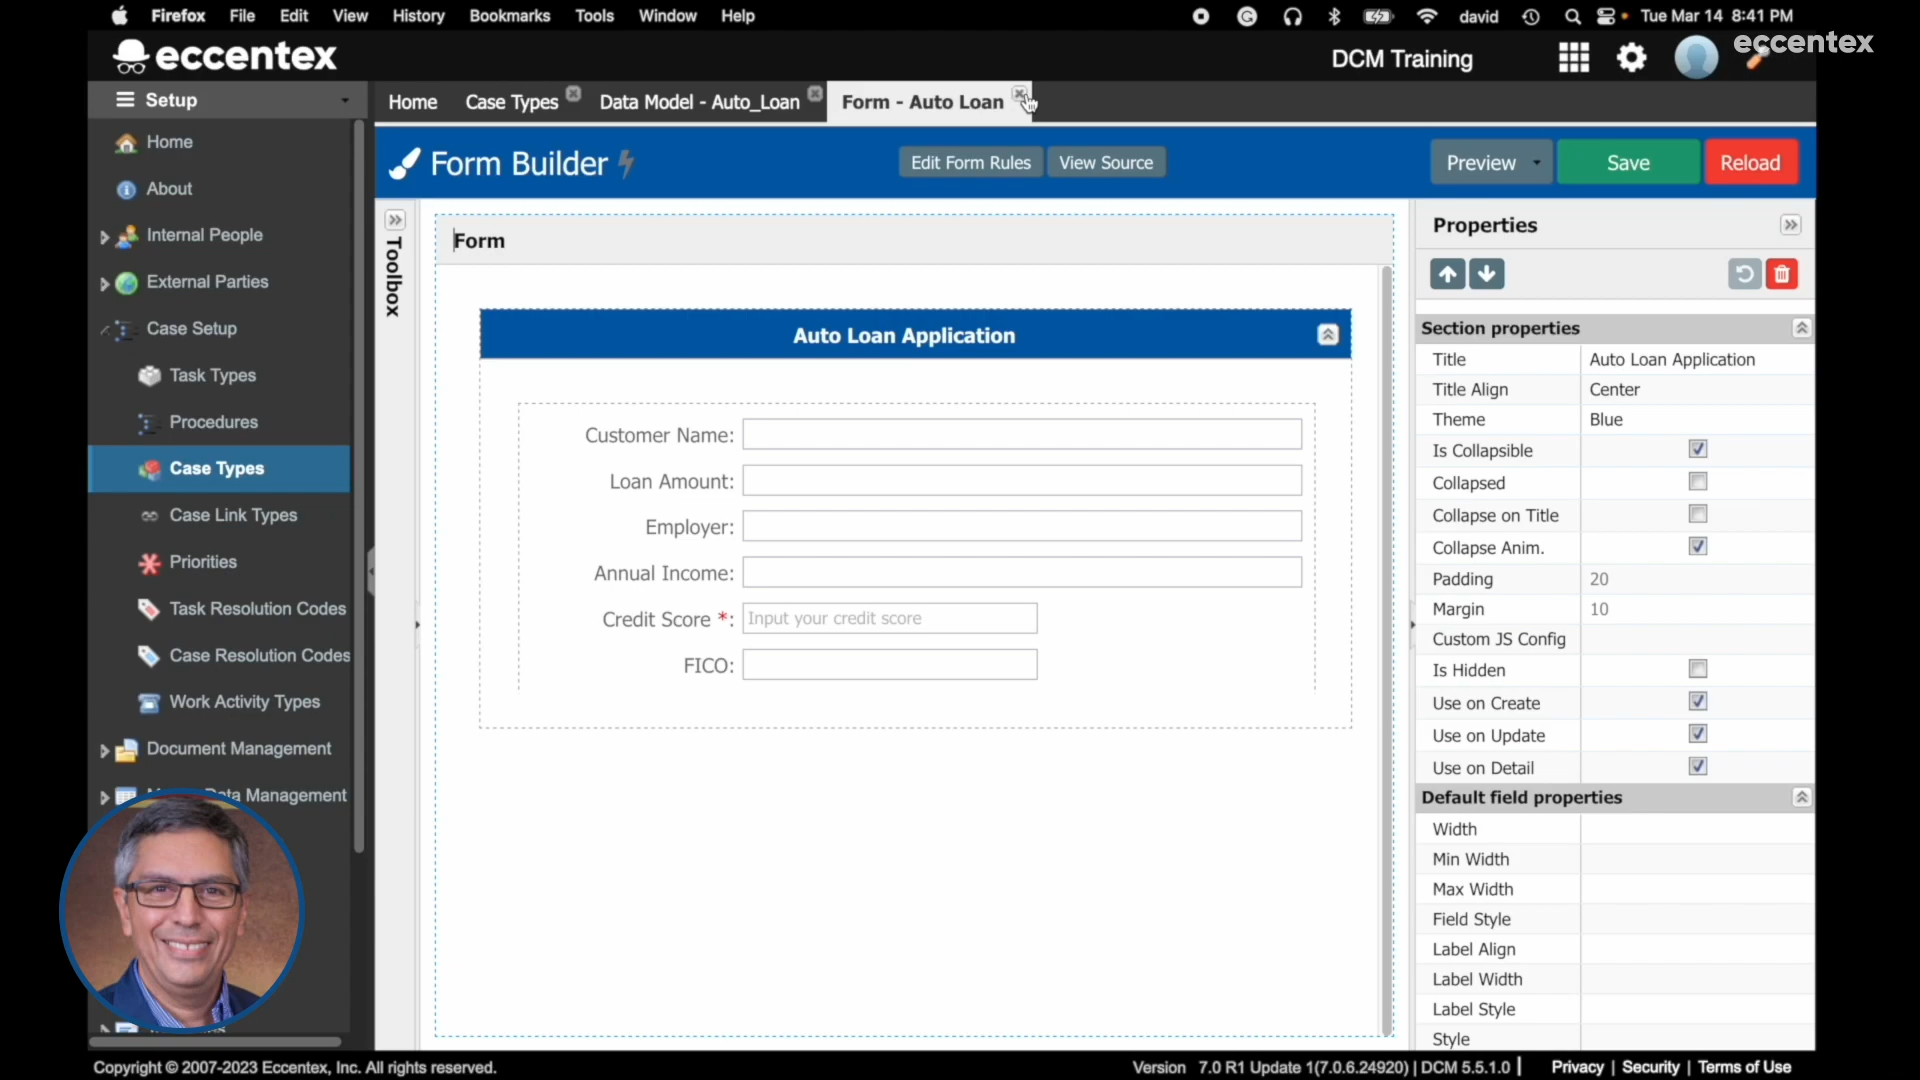 Firefox File Edit View History Bookmarks Tools Window Help david Tue Mar 14 8:41 PM
eccentex DCM Training eccentex
Setup
Home Case Types Data Model - Auto_Loan Form - Auto Loan
Home
About
Internal People
External Parties
Case Setup
Task Types
Procedures
Case Types
Case Link Types
Priorities
Task Resolution Codes
Case Resolution Codes
Work Activity Types
Document Management
Data Management
Form Builder Edit Form Rules View Source Preview Save Reload
Toolbox
Form
Auto Loan Application
Customer Name:
Loan Amount:
Employer:
Annual Income:
Credit Score *: Input your credit score
FICO:
Properties
Section properties
Title Auto Loan Application
Title Align Center
Theme Blue
Is Collapsible
Collapsed
Collapse on Title
Collapse Anim.
Padding 20
Margin 10
Custom JS Config
Is Hidden
Use on Create
Use on Update
Use on Detail
Default field properties
Width
Min Width
Max Width
Field Style
Label Align
Label Width
Label Style
Style
Copyright © 2007-2023 Eccentex, Inc. All rights reserved. Version 7.0 R1 Update 1(7.0.6.24920) | DCM 5.5.1.0 | Privacy | Security | Terms of Use